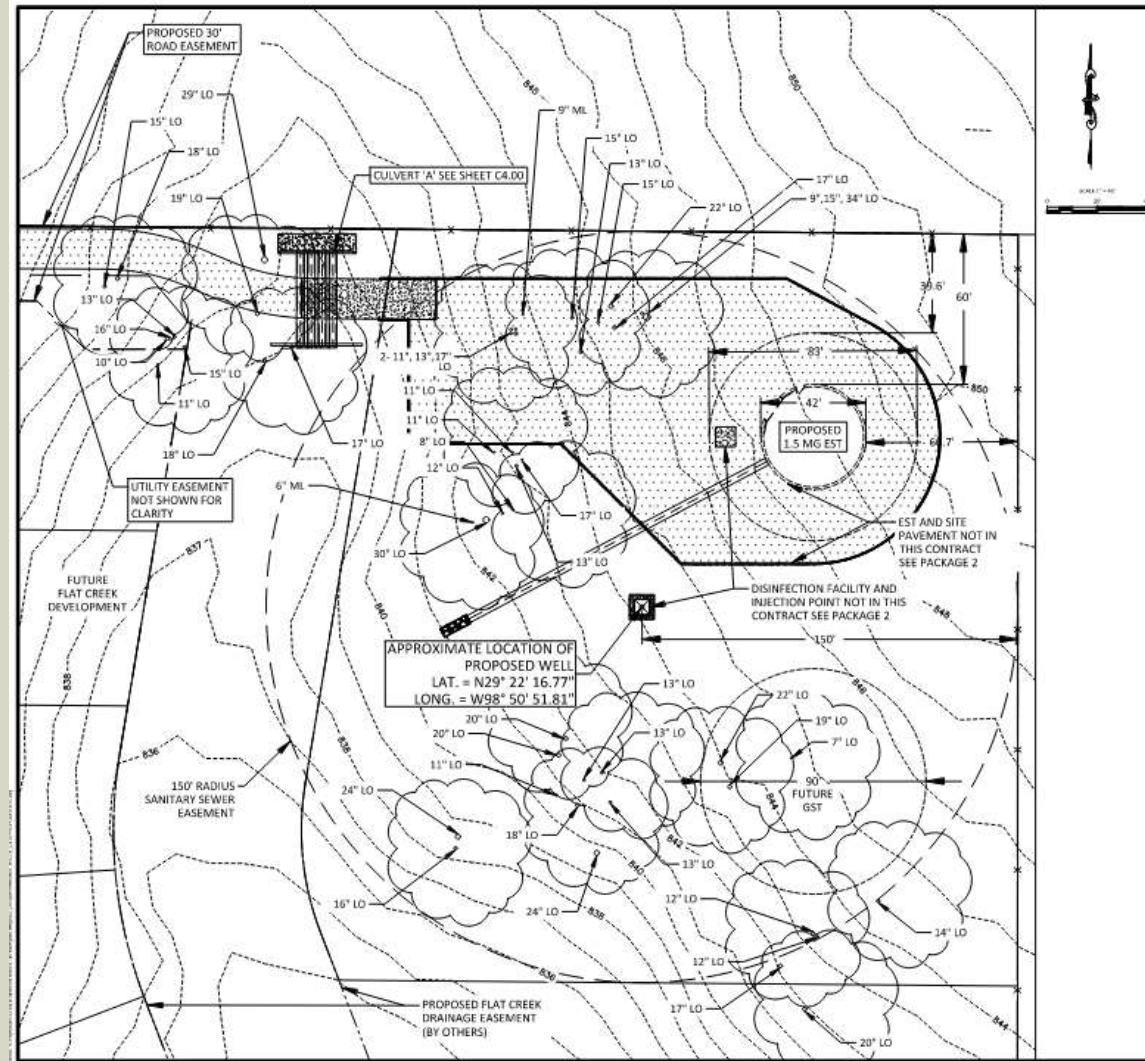 PROPOSED 30'
ROAD EASEMENT
29" LO
15" LO
18" LO
19" LO
CULVERT 'A' SEE SHEET C4.00
9" ML
15" LO
13" LO
15" LO
17" LO
9",15", 34" LO
22" LO
848
850
39.6'
60'
13" LO
16" LO
10" LO
15" LO
11" LO
18" LO
17" LO
2- 11", 13",17"
LO
11" LO
11" LO
8" LO
12" LO
846
844
83'
42'
PROPOSED
1.5 MG EST
850
UTILITY EASEMENT
NOT SHOWN FOR
CLARITY
6" ML
30" LO
17" LO
13" LO
EST AND SITE
PAVEMENT NOT IN
THIS CONTRACT
SEE PACKAGE 2
837
842
840
FUTURE
FLAT CREEK
DEVELOPMENT
DISINFECTION FACILITY AND
INJECTION POINT NOT IN THIS
CONTRACT SEE PACKAGE 2
848
150'
APPROXIMATE LOCATION OF
PROPOSED WELL
LAT. = N29° 22' 16.77"
LONG. = W98° 50' 51.81"
838
846
13" LO
22" LO
20" LO
19" LO
20" LO
13" LO
7" LO
836
838
11" LO
90'
FUTURE
GST
844
150' RADIUS
SANITARY SEWER
EASEMENT
24" LO
18" LO
842
13" LO
840
16" LO
24" LO
838
12" LO
14" LO
12" LO
836
17" LO
PROPOSED FLAT CREEK
DRAINAGE EASEMENT
(BY OTHERS)
20" LO
844